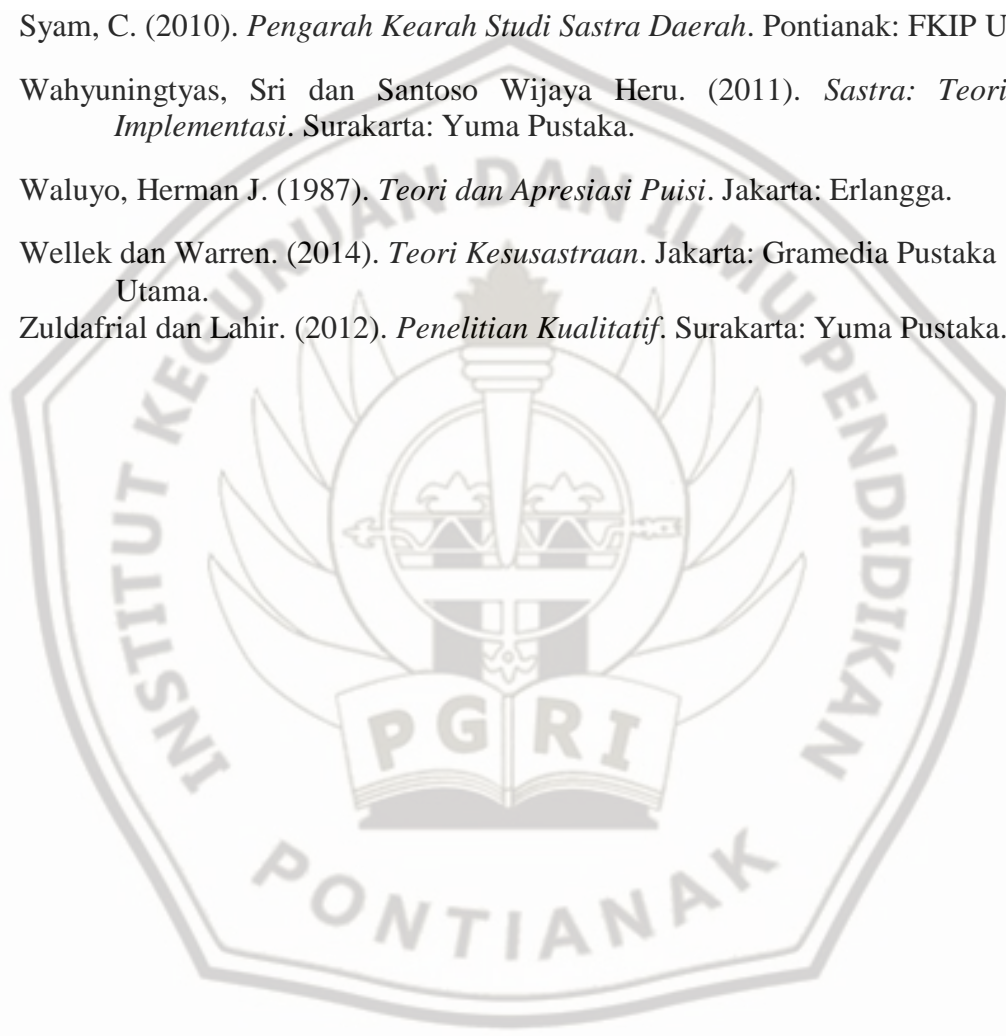 Syam, C. (2010). Pengarah Kearah Studi Sastra Daerah. Pontianak: FKIP U
Wahyuningtyas, Sri dan Santoso Wijaya Heru. (2011). Sastra: Teori
Implementasi. Surakarta: Yuma Pustaka.
Waluyo, Herman J. (1987). Teori dan Apresiasi Puisi. Jakarta: Erlangga.
Wellek dan Warren. (2014). Teori Kesusastraan. Jakarta: Gramedia Pustaka
Utama.
Zuldafrial dan Lahir. (2012). Penelitian Kualitatif. Surakarta: Yuma Pustaka.
INSTITUT KEGURUAN DAN ILMU PENDIDIKAN
PGRI
PONTIANAK